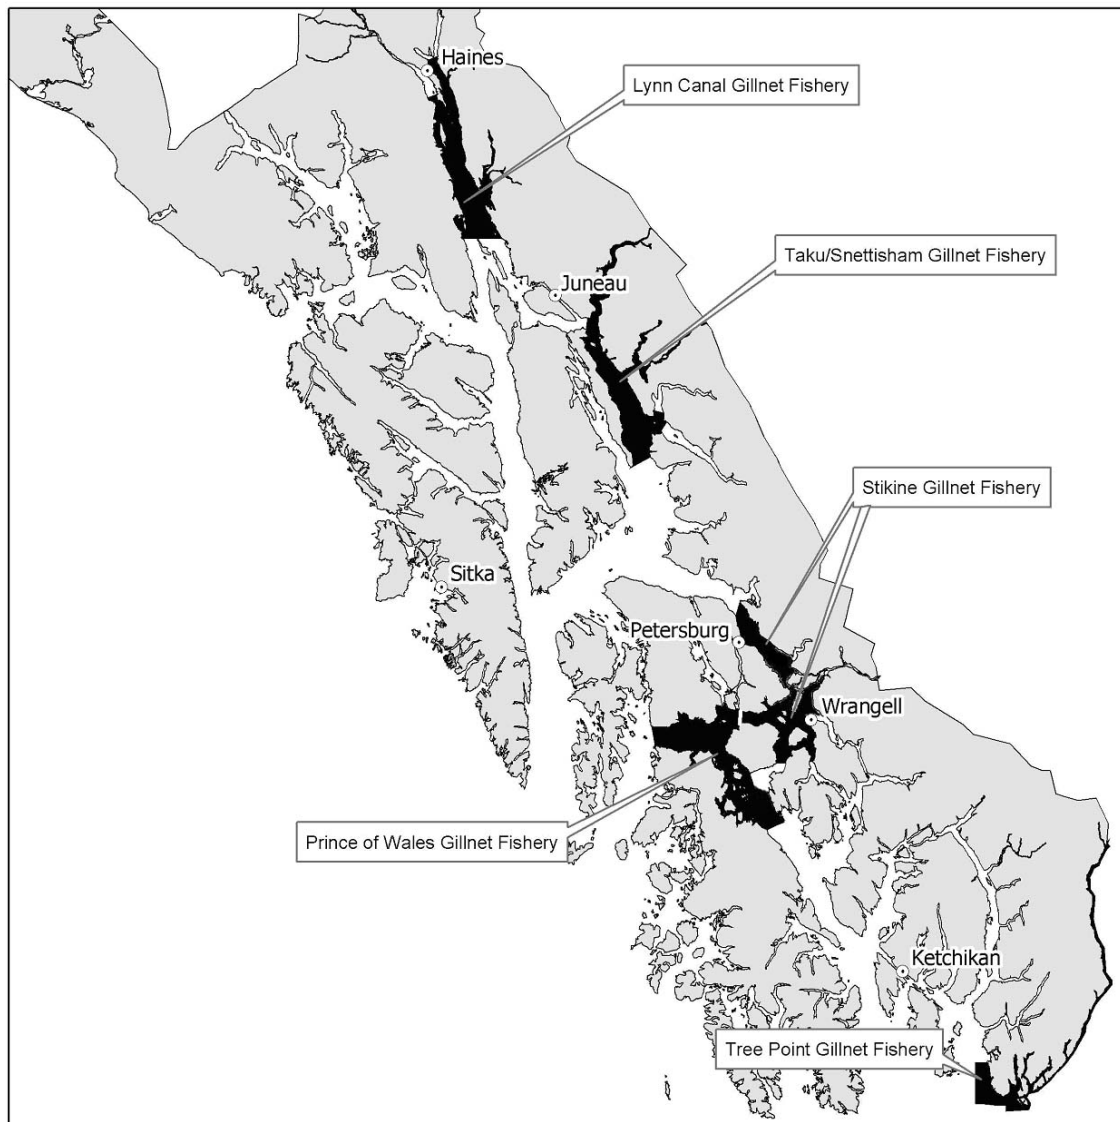 Haines
Lynn Canal Gillnet Fishery
Taku/Snettisham Gillnet Fishery
Juneau
Stikine Gillnet Fishery
Sitka
Petersburg
Wrangell
Prince of Wales Gillnet Fishery
Ketchikan
Tree Point Gillnet Fishery